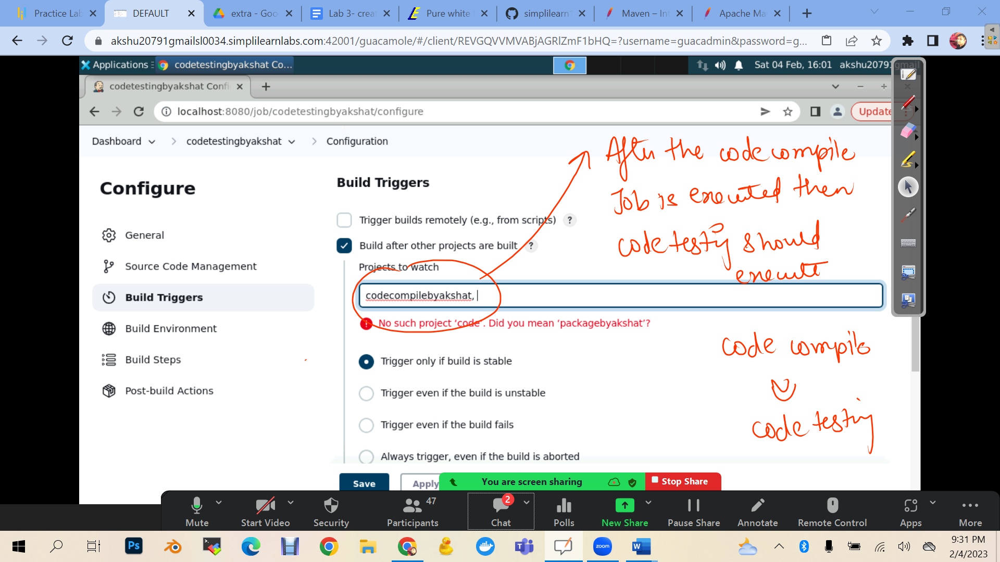 Practice Lab
DEFAULT
extra - Goo
Lab 3- crea
Pure white
simplilearn
Maven – Int
Apache Ma
akshu20791gmailsl0034.simplilearnlabs.com:42001/guacamole/#/client/REVGQVVMVABjAGRlZmF1bHQ=?username=guacadmin&password=g...
Applications
codetestingbyakshat Co...
Sat 04 Feb, 16:01
akshu20791gmail
codetestingbyakshat Confi
localhost:8080/job/codetestingbyakshat/configure
Update
Dashboard
codetestingbyakshat
Configuration
After the codecompile
Job is executed then
codetesting should
execute
Configure
General
Source Code Management
Build Triggers
Build Environment
Build Steps
Post-build Actions
Build Triggers
Trigger builds remotely (e.g., from scripts) ?
Build after other projects are built ?
Projects to watch
codecompilebyakshat,
No such project ‘code’. Did you mean ‘packagebyakshat’?
Trigger only if build is stable
Trigger even if the build is unstable
Trigger even if the build fails
Always trigger, even if the build is aborted
code compile
code testing
Save
Apply
You are screen sharing
Stop Share
Mute
Start Video
Security
Participants
47
Chat
2
Polls
New Share
Pause Share
Annotate
Remote Control
Apps
More
Ps
zoom
W
9:31 PM
2/4/2023